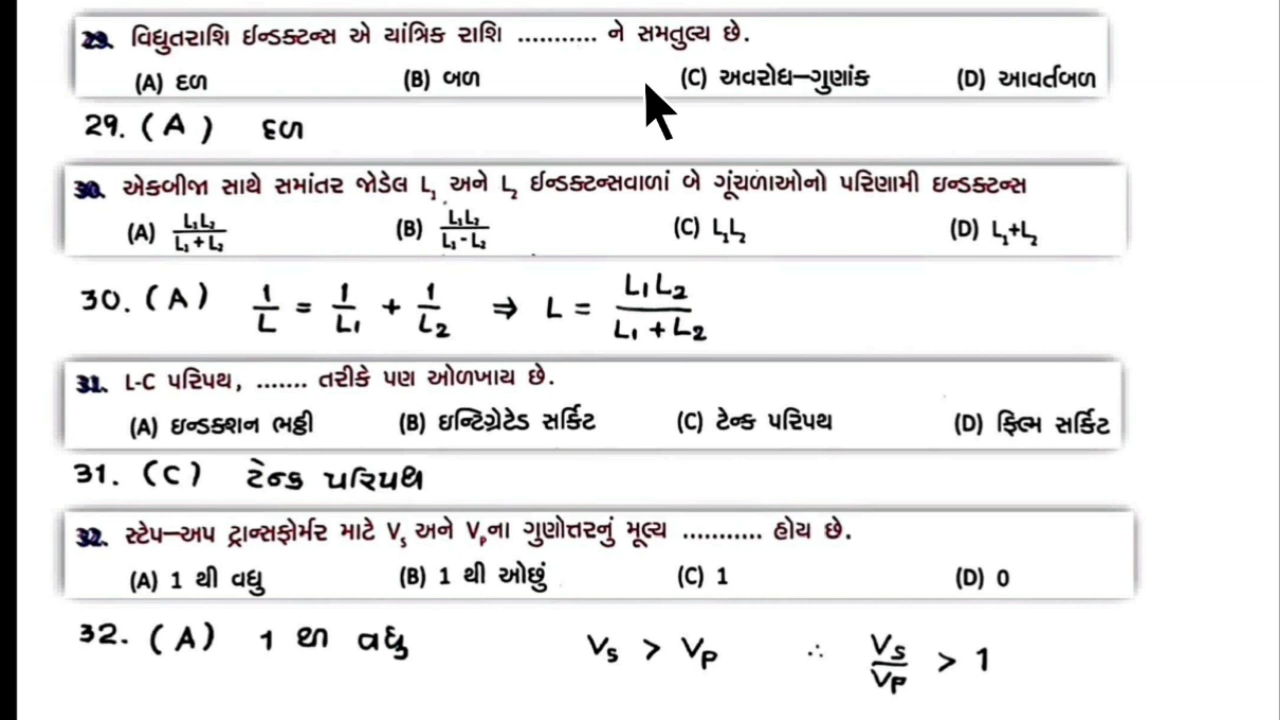 29. વિદ્યુતરાશિ ઈન્ડક્ટન્સ એ યાંત્રિક રાશિ ........... ને સમતુલ્ય છે.
(A) દળ (B) બળ (C) અવરોધ–ગુણાંક (D) આવર્તબળ
29. (A) દળ
30. એકબીજા સાથે સમાંતર જોડેલ L₁ અને L₂ ઈન્ડક્ટન્સવાળાં બે ગૂંચળાઓનો પરિણામી ઇન્ડક્ટન્સ
(A) L₁L₂ / L₁ + L₂ (B) L₁L₂ / L₁ - L₂ (C) L₁L₂ (D) L₁+L₂
30. (A) 1/L = 1/L₁ + 1/L₂ ⇒ L = L₁L₂ / L₁ + L₂
31. L-C પરિપથ, ....... તરીકે પણ ઓળખાય છે.
(A) ઇન્ડક્શન ભઠ્ઠી (B) ઇન્ટિગ્રેટેડ સર્કિટ (C) ટેન્ક પરિપથ (D) ફિલ્મ સર્કિટ
31. (C) ટેન્ક પરિપથ
32. સ્ટેપ–અપ ટ્રાન્સફોર્મર માટે Vₛ અને Vₚના ગુણોત્તરનું મૂલ્ય ........... હોય છે.
(A) 1 થી વધુ (B) 1 થી ઓછું (C) 1 (D) 0
32. (A) 1 થી વધુ Vₛ > Vₚ ∴ Vₛ/Vₚ > 1